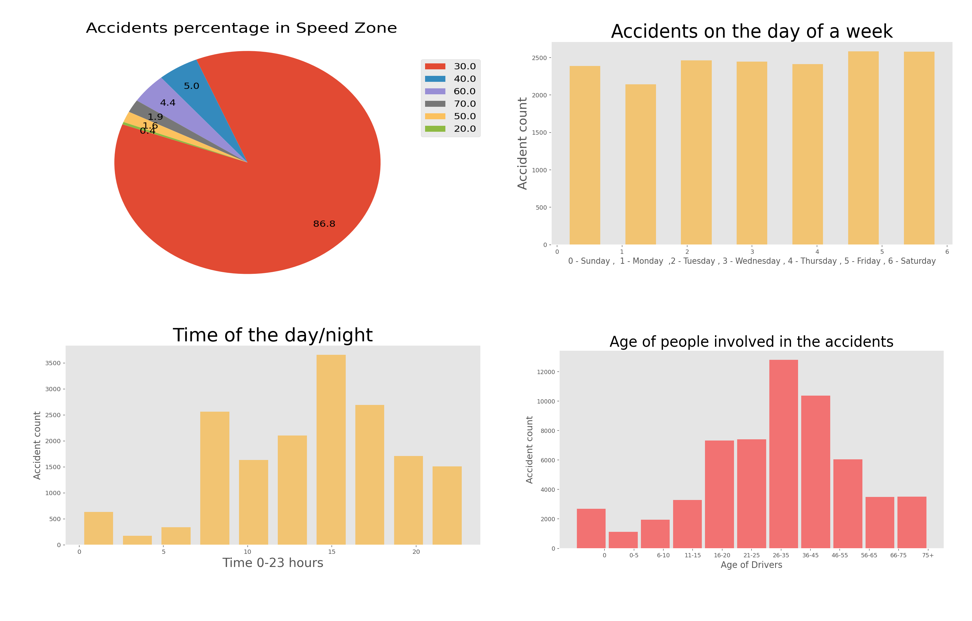 Accidents percentage in Speed Zone
5.0
4.4
1.9
1.6
0.4
86.8
30.0
40.0
60.0
70.0
50.0
20.0
Accidents on the day of a week
Accident count
2500
2000
1500
1000
500
0
0 1 2 3 4 5 6
0 - Sunday , 1 - Monday ,2 - Tuesday , 3 - Wednesday , 4 - Thursday , 5 - Friday , 6 - Saturday
Time of the day/night
Accident count
3500
3000
2500
2000
1500
1000
500
0
0 5 15 20
Time 0-23 hours
Age of people involved in the accidents
Accident count
12000
10000
8000
6000
4000
2000
0
0 0-5 6-10 11-15 16-20 21-25 26-35 36-45 46-55 56-65 66-75 75+
Age of Drivers